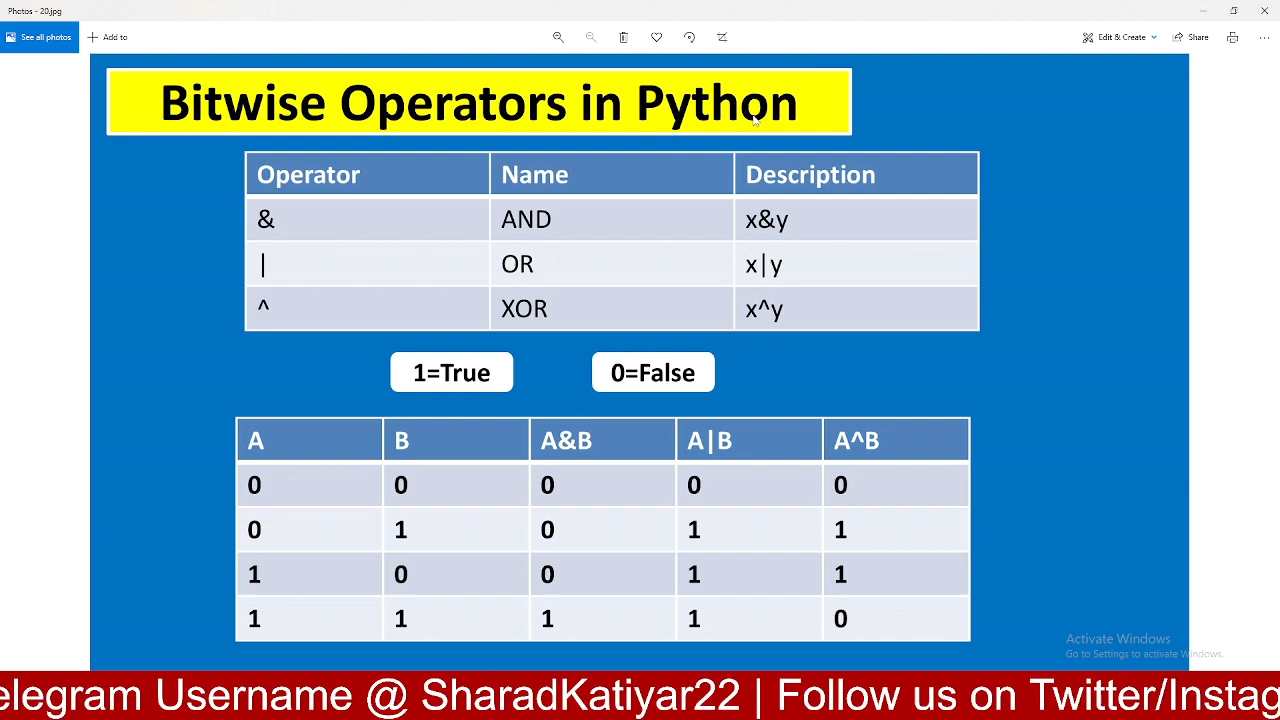 Photos - 20.jpg
See all photos
Add to
Edit & Create
Share
Bitwise Operators in Python
Operator Name Description
& AND x&y
| OR x|y
^ XOR x^y
1=True 0=False
A B A&B A|B A^B
0 0 0 0 0
0 1 0 1 1
1 0 0 1 1
1 1 1 1 0
Activate Windows
Go to Settings to activate Windows.
elegram Username @ SharadKatiyar22 | Follow us on Twitter/Instag